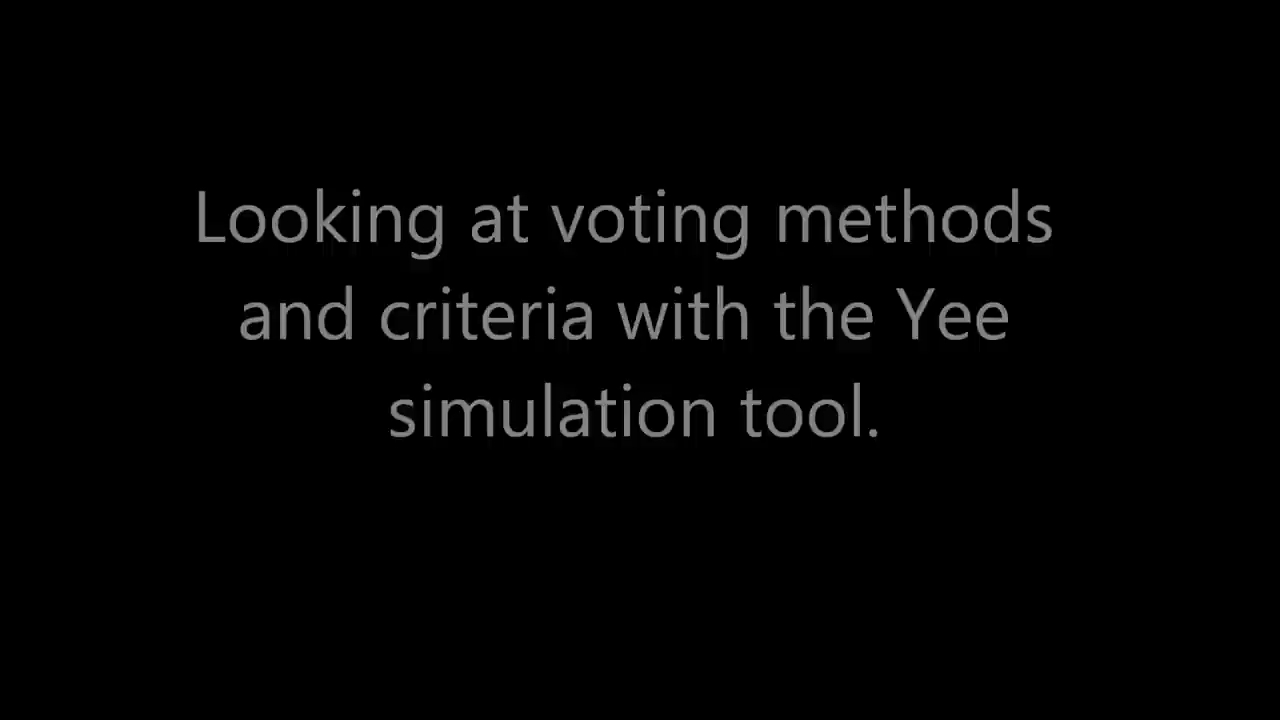 Looking at voting methods
and criteria with the Yee
simulation tool.